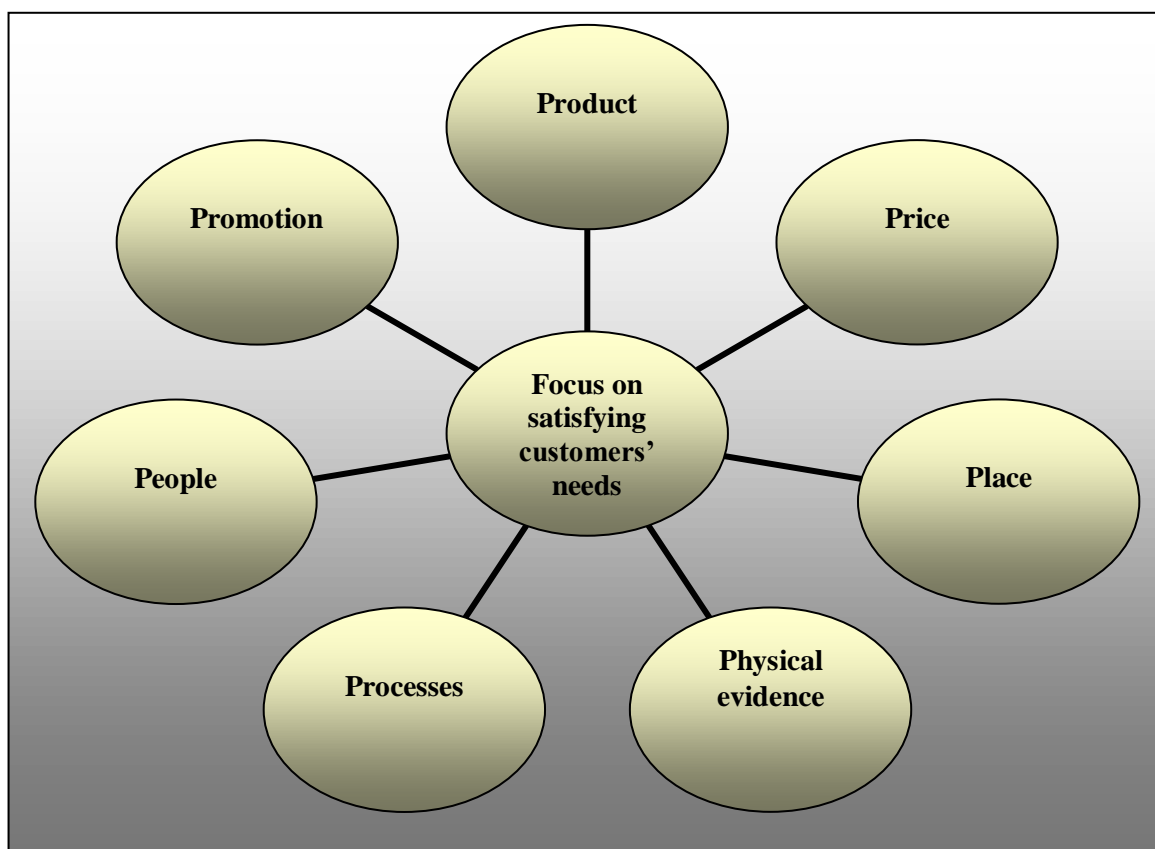 Product
Promotion
Price
Focus on
satisfying
customers’
needs
People
Place
Processes
Physical
evidence